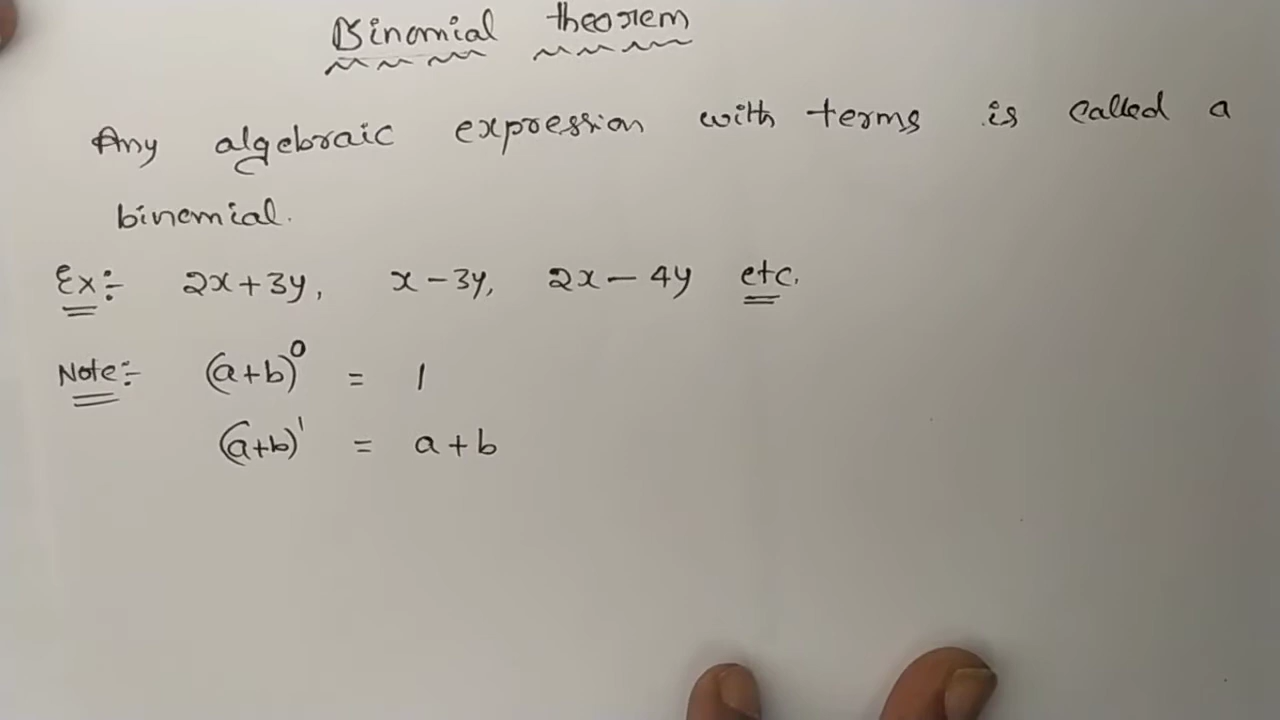 Binomial theorem
Any algebraic expression with terms is called a
binomial.
Ex:- 2x+3y, x-3y, 2x-4y etc.
Note:- (a+b)⁰ = 1
(a+b)¹ = a+b